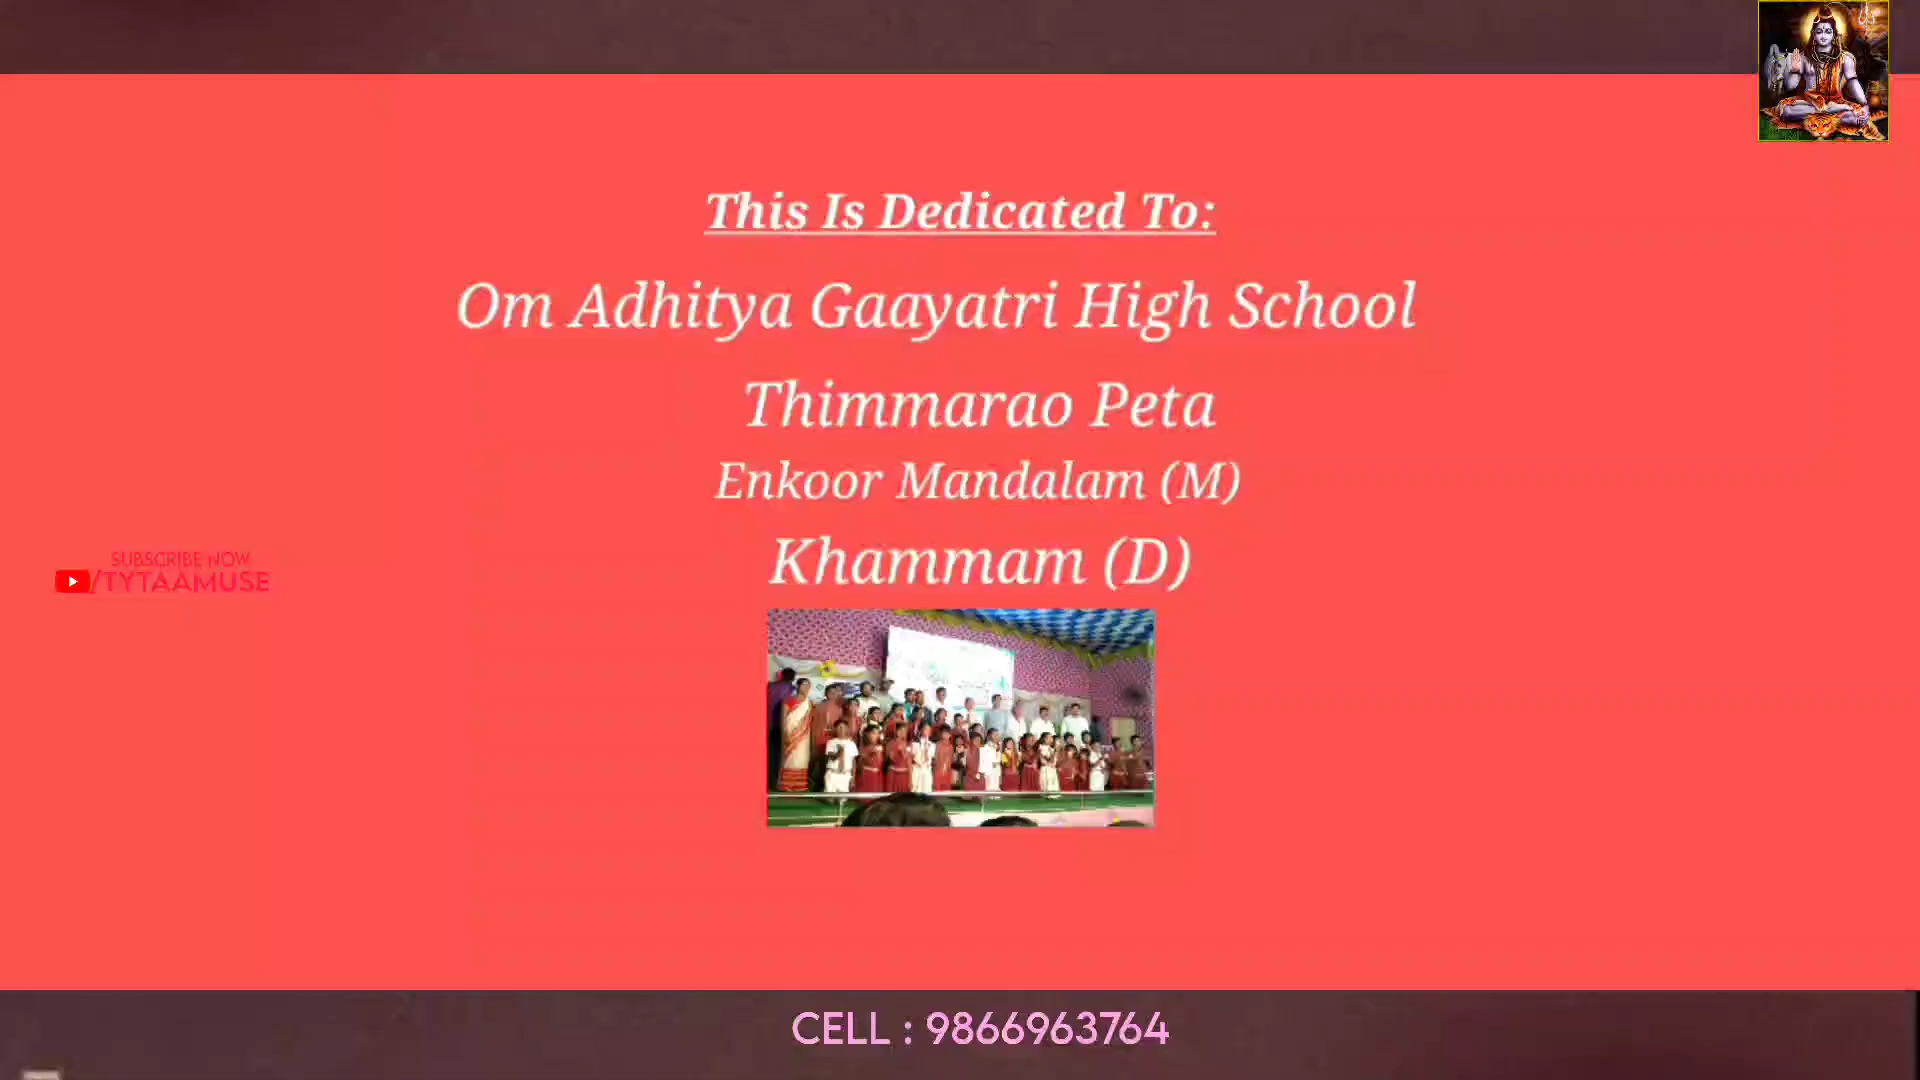 This Is Dedicated To:
Om Adhitya Gaayatri High School
Thimmarao Peta
Enkoor Mandalam (M)
Khammam (D)
SUBSCRIBE NOW
/TYTAAMUSE
CELL : 9866963764